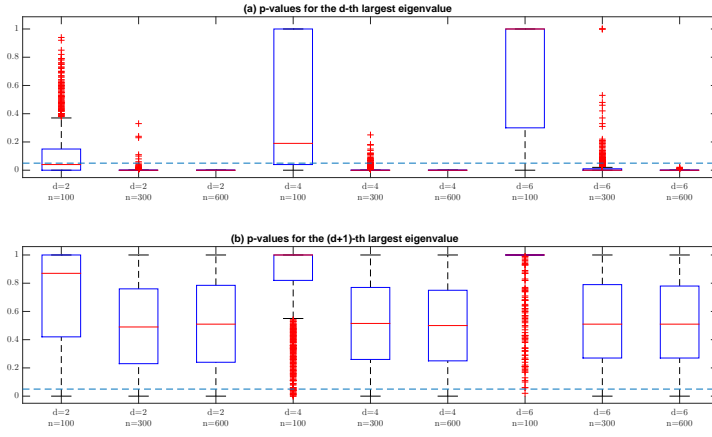 (a) p-values for the d-th largest eigenvalue
1
0.8
0.6
0.4
0.2
0
d=2 d=2 d=2 d=4 d=4 d=4 d=6 d=6 d=6
n=100 n=300 n=600 n=100 n=300 n=600 n=100 n=300 n=600
(b) p-values for the (d+1)-th largest eigenvalue
1
0.8
0.6
0.4
0.2
0
d=2 d=2 d=2 d=4 d=4 d=4 d=6 d=6 d=6
n=100 n=300 n=600 n=100 n=300 n=600 n=100 n=300 n=600